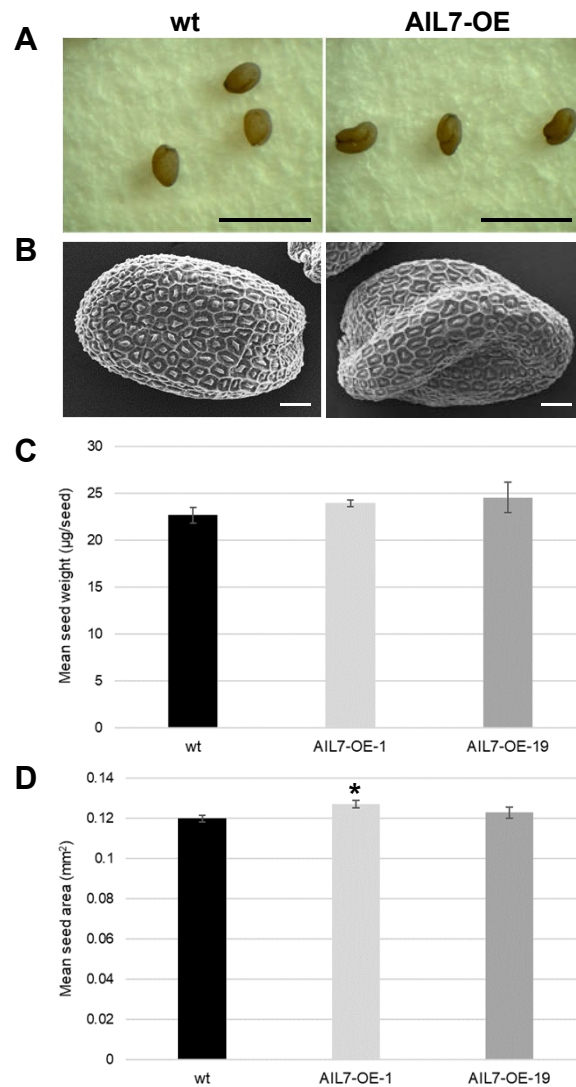 wt AIL7-OE
A
B
C
Mean seed weight (µg/seed)
30
25
20
15
10
5
0
wt AIL7-OE-1 AIL7-OE-19
D
Mean seed area (mm²)
0.14
*
0.12
0.1
0.08
0.06
0.04
0.02
0
wt AIL7-OE-1 AIL7-OE-19